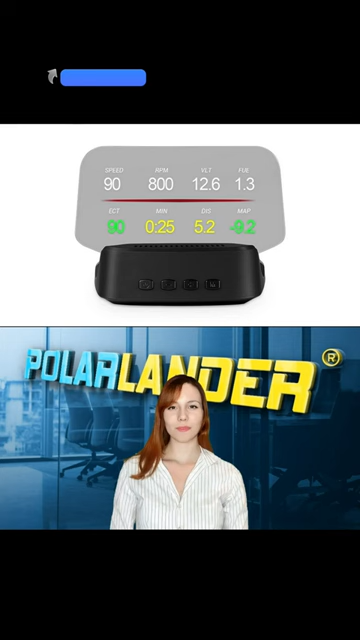 SPEED RPM VLT FUE
90 800 12.6 1.3
ECT MIN DIS MAP
90 0:25 5.2 -9.2
POLARLANDER®